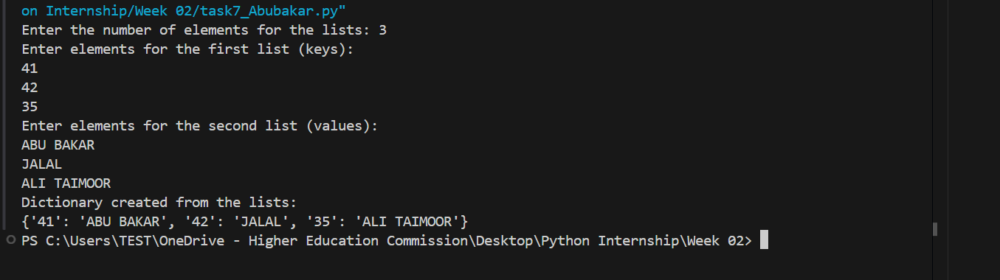 on Internship/Week 02/task7_Abubakar.py"
Enter the number of elements for the lists: 3
Enter elements for the first list (keys):
41
42
35
Enter elements for the second list (values):
ABU BAKAR
JALAL
ALI TAIMOOR
Dictionary created from the lists:
{'41': 'ABU BAKAR', '42': 'JALAL', '35': 'ALI TAIMOOR'}
PS C:\Users\TEST\OneDrive - Higher Education Commission\Desktop\Python Internship\Week 02>